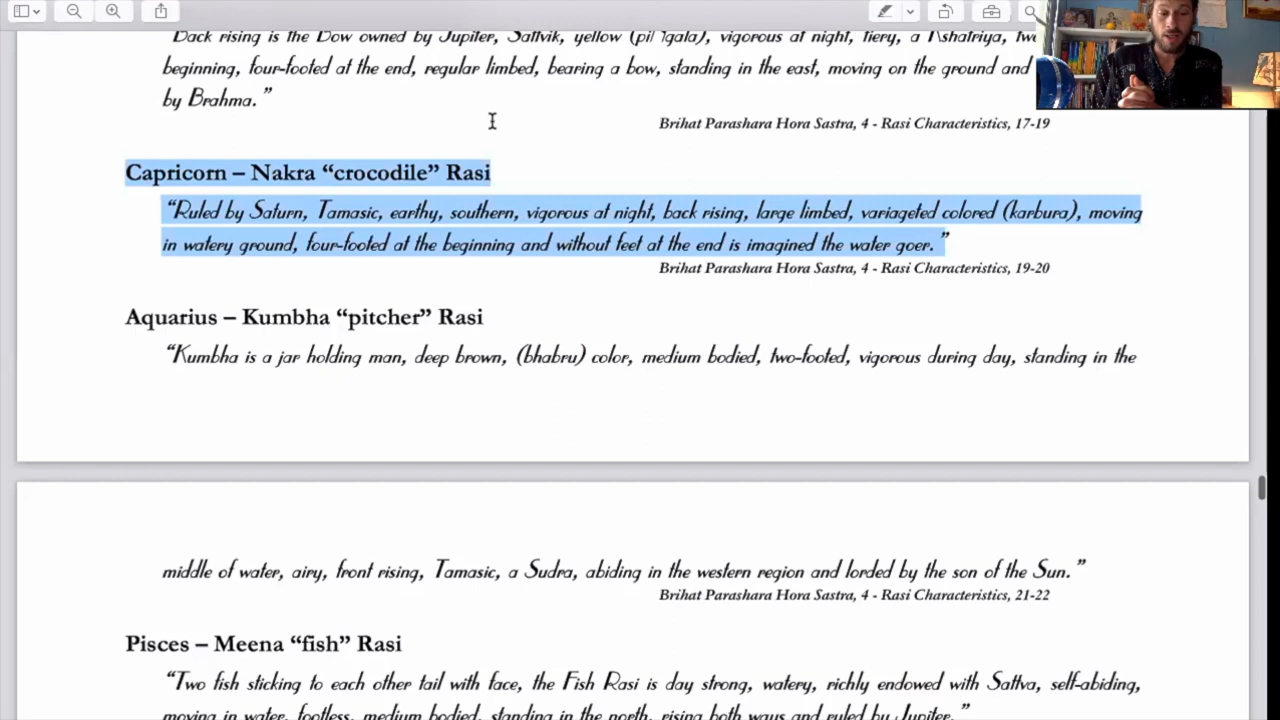 back rising is the bow owned by Jupiter, Sattvik, yellow
vigorous at night, fiery, a Kshatriya,
beginning, four-footed at the end, regular limbed, bearing a bow, standing in the east, moving on the ground and
by Brahma.”
Brihat Parashara Hora Sastra, 4 - Rasi Characteristics, 17-19
Capricorn – Nakra “crocodile” Rasi
“Ruled by Saturn, Tamasic, earthy, southern, vigorous at night, back rising, large limbed, variageted colored (karbura), moving
in watery ground, four-footed at the beginning and without feet at the end is imagined the water goer.”
Brihat Parashara Hora Sastra, 4 - Rasi Characteristics, 19-20
Aquarius – Kumbha “pitcher” Rasi
“Kumbha is a jar holding man, deep brown, (bhabru) color, medium bodied, two-footed, vigorous during day, standing in the
middle of water, airy, front rising, Tamasic, a Sudra, abiding in the western region and lorded by the son of the Sun.”
Brihat Parashara Hora Sastra, 4 - Rasi Characteristics, 21-22
Pisces – Meena “fish” Rasi
“Two fish sticking to each other tail with face, the Fish Rasi is day strong, watery, richly endowed with Sattva, self-abiding,
moving in water, footless, medium bodied, standing in the north, rising both ways and ruled by Jupiter.”